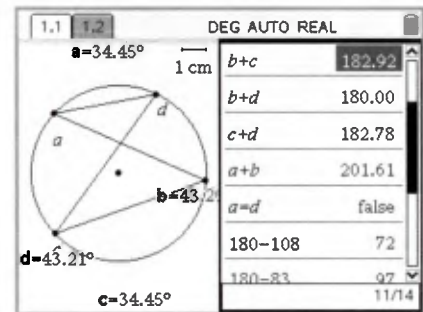 1.1 1.2 DEG AUTO REAL
a=34.45°
1 cm
d
a
b=43.2
d=43.21°
c=34.45°
b+c 182.92
b+d 180.00
c+d 182.78
a+b 201.61
a=d false
180-108 72
180-83 97
11/14